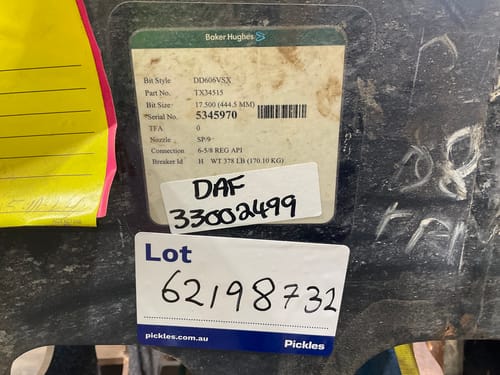 Baker Hughes
Bit Style DD606VSX
Part No. TX34515
Bit Size 17.500 (444.5 MM)
Serial No. 5345970
TFA 0
Nozzle SP/9
Connection 6-5/8 REG API
Breaker Id H WT 378 LB (170.10 KG)
DAF
33002499
Lot
62198732
pickles.com.au Pickles